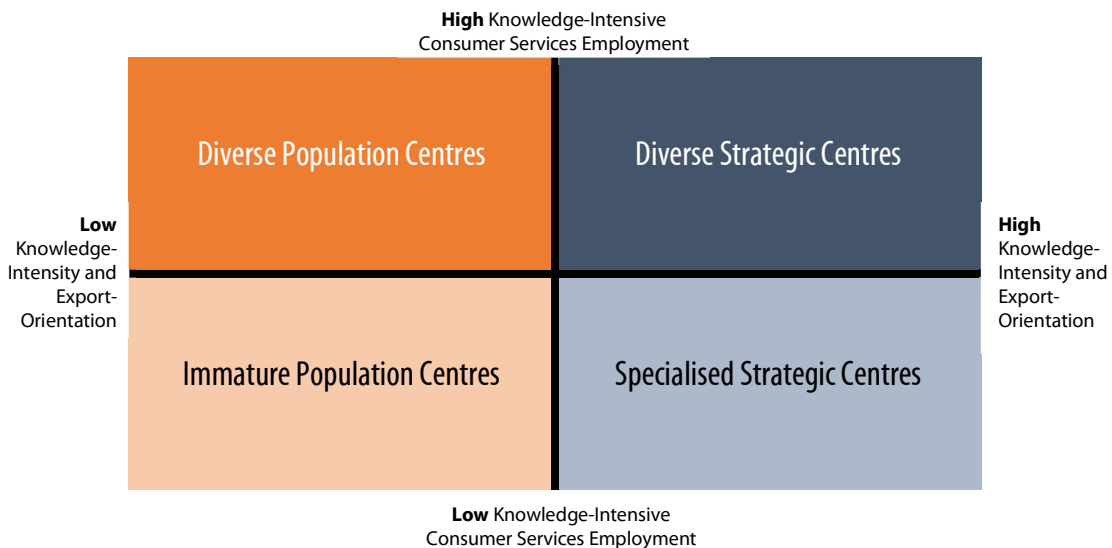 High Knowledge-Intensive
Consumer Services Employment
Diverse Population Centres
Diverse Strategic Centres
Low
Knowledge-
Intensity and
Export-
Orientation
High
Knowledge-
Intensity and
Export-
Orientation
Immature Population Centres
Specialised Strategic Centres
Low Knowledge-Intensive
Consumer Services Employment